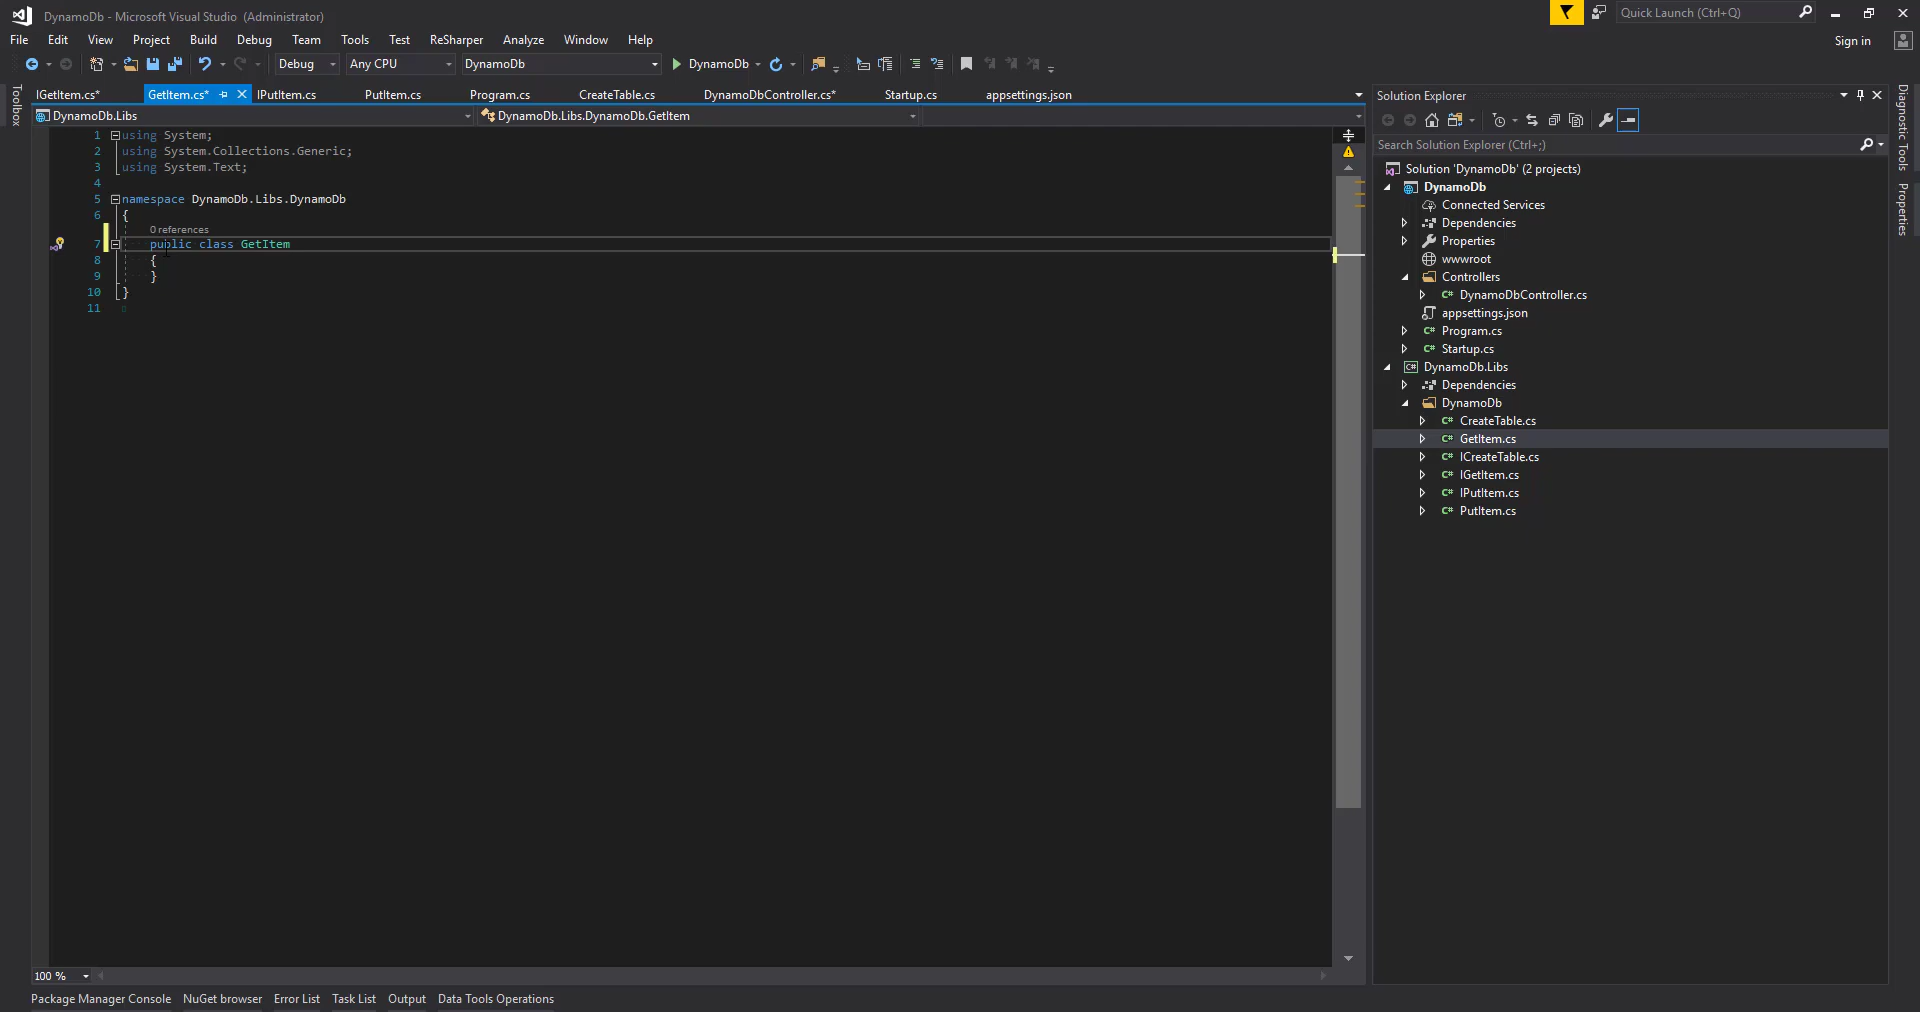 DynamoDb - Microsoft Visual Studio (Administrator)
Quick Launch (Ctrl+Q)
File Edit View Project Build Debug Team Tools Test ReSharper Analyze Window Help
Sign in
Debug Any CPU DynamoDb DynamoDb
Toolbox
IGetItem.cs* GetItem.cs* IPutItem.cs PutItem.cs Program.cs CreateTable.cs DynamoDbController.cs* Startup.cs appsettings.json
DynamoDb.Libs DynamoDb.Libs.DynamoDb.GetItem
1 using System;
2 using System.Collections.Generic;
3 using System.Text;
4
5 namespace DynamoDb.Libs.DynamoDb
6 {
0 references
7 public class GetItem
8 {
9 }
10 }
11
100 %
Solution Explorer
Search Solution Explorer (Ctrl+;)
Solution 'DynamoDb' (2 projects)
DynamoDb
Connected Services
Dependencies
Properties
wwwroot
Controllers
C# DynamoDbController.cs
appsettings.json
C# Program.cs
C# Startup.cs
C# DynamoDb.Libs
Dependencies
DynamoDb
C# CreateTable.cs
C# GetItem.cs
C# ICreateTable.cs
C# IGetItem.cs
C# IPutItem.cs
C# PutItem.cs
Diagnostic Tools
Properties
Package Manager Console NuGet browser Error List Task List Output Data Tools Operations